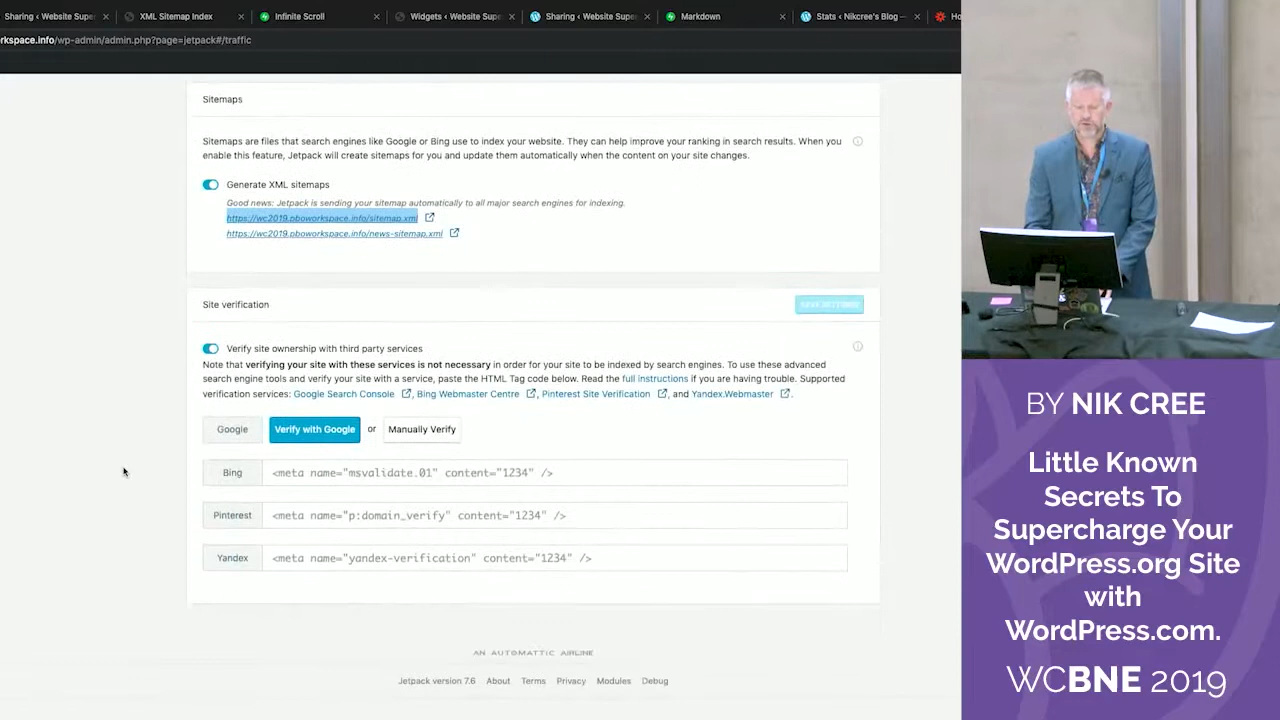 Sharing ‹ Website Super
XML Sitemap Index
Infinite Scroll
Widgets ‹ Website Supe
Sharing ‹ Website Supe
Markdown
Stats ‹ Nikcree's Blog —
Ho
rkspace.info/wp-admin/admin.php?page=jetpack#/traffic
Sitemaps
Sitemaps are files that search engines like Google or Bing use to index your website. They can help improve your ranking in search results. When you
enable this feature, Jetpack will create sitemaps for you and update them automatically when the content on your site changes.
Generate XML sitemaps
Good news: Jetpack is sending your sitemap automatically to all major search engines for indexing.
https://wc2019.pboworkspace.info/sitemap.xml
https://wc2019.pboworkspace.info/news-sitemap.xml
Site verification
Verify site ownership with third party services
Note that verifying your site with these services is not necessary in order for your site to be indexed by search engines. To use these advanced
search engine tools and verify your site with a service, paste the HTML Tag code below. Read the full instructions if you are having trouble. Supported
verification services: Google Search Console , Bing Webmaster Centre , Pinterest Site Verification , and Yandex.Webmaster .
Google Verify with Google or Manually Verify
Bing <meta name="msvalidate.01" content="1234" />
Pinterest <meta name="p:domain_verify" content="1234" />
Yandex <meta name="yandex-verification" content="1234" />
AN AUTOMATTIC AIRLINE
Jetpack version 7.6 About Terms Privacy Modules Debug
BY NIK CREE
Little Known
Secrets To
Supercharge Your
WordPress.org Site
with
WordPress.com.
WCBNE 2019